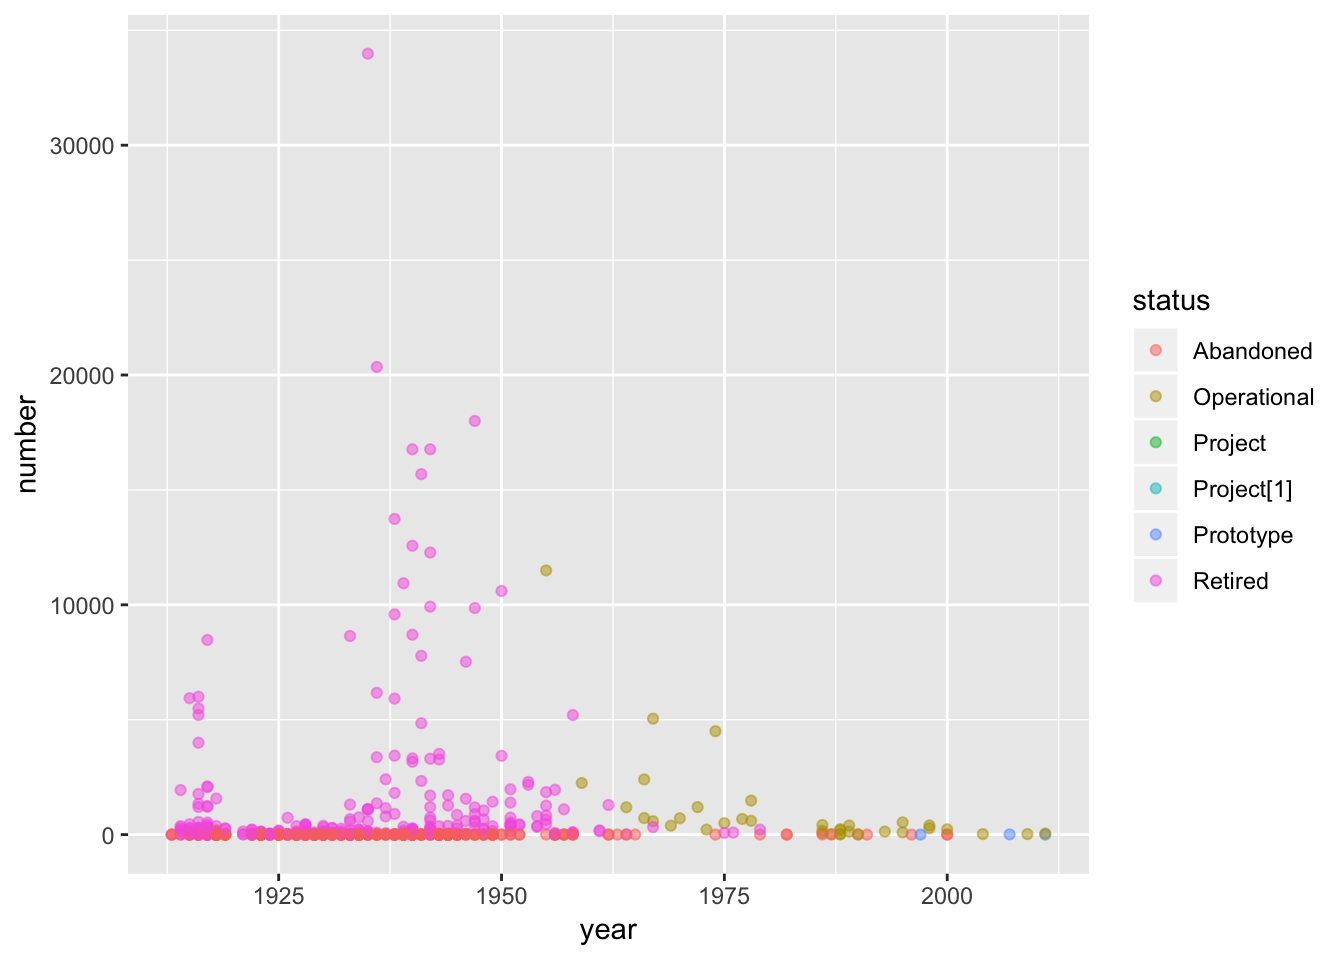 30000
20000
10000
0
number
1925 1950 1975 2000
year
status
Abandoned
Operational
Project
Project[1]
Prototype
Retired